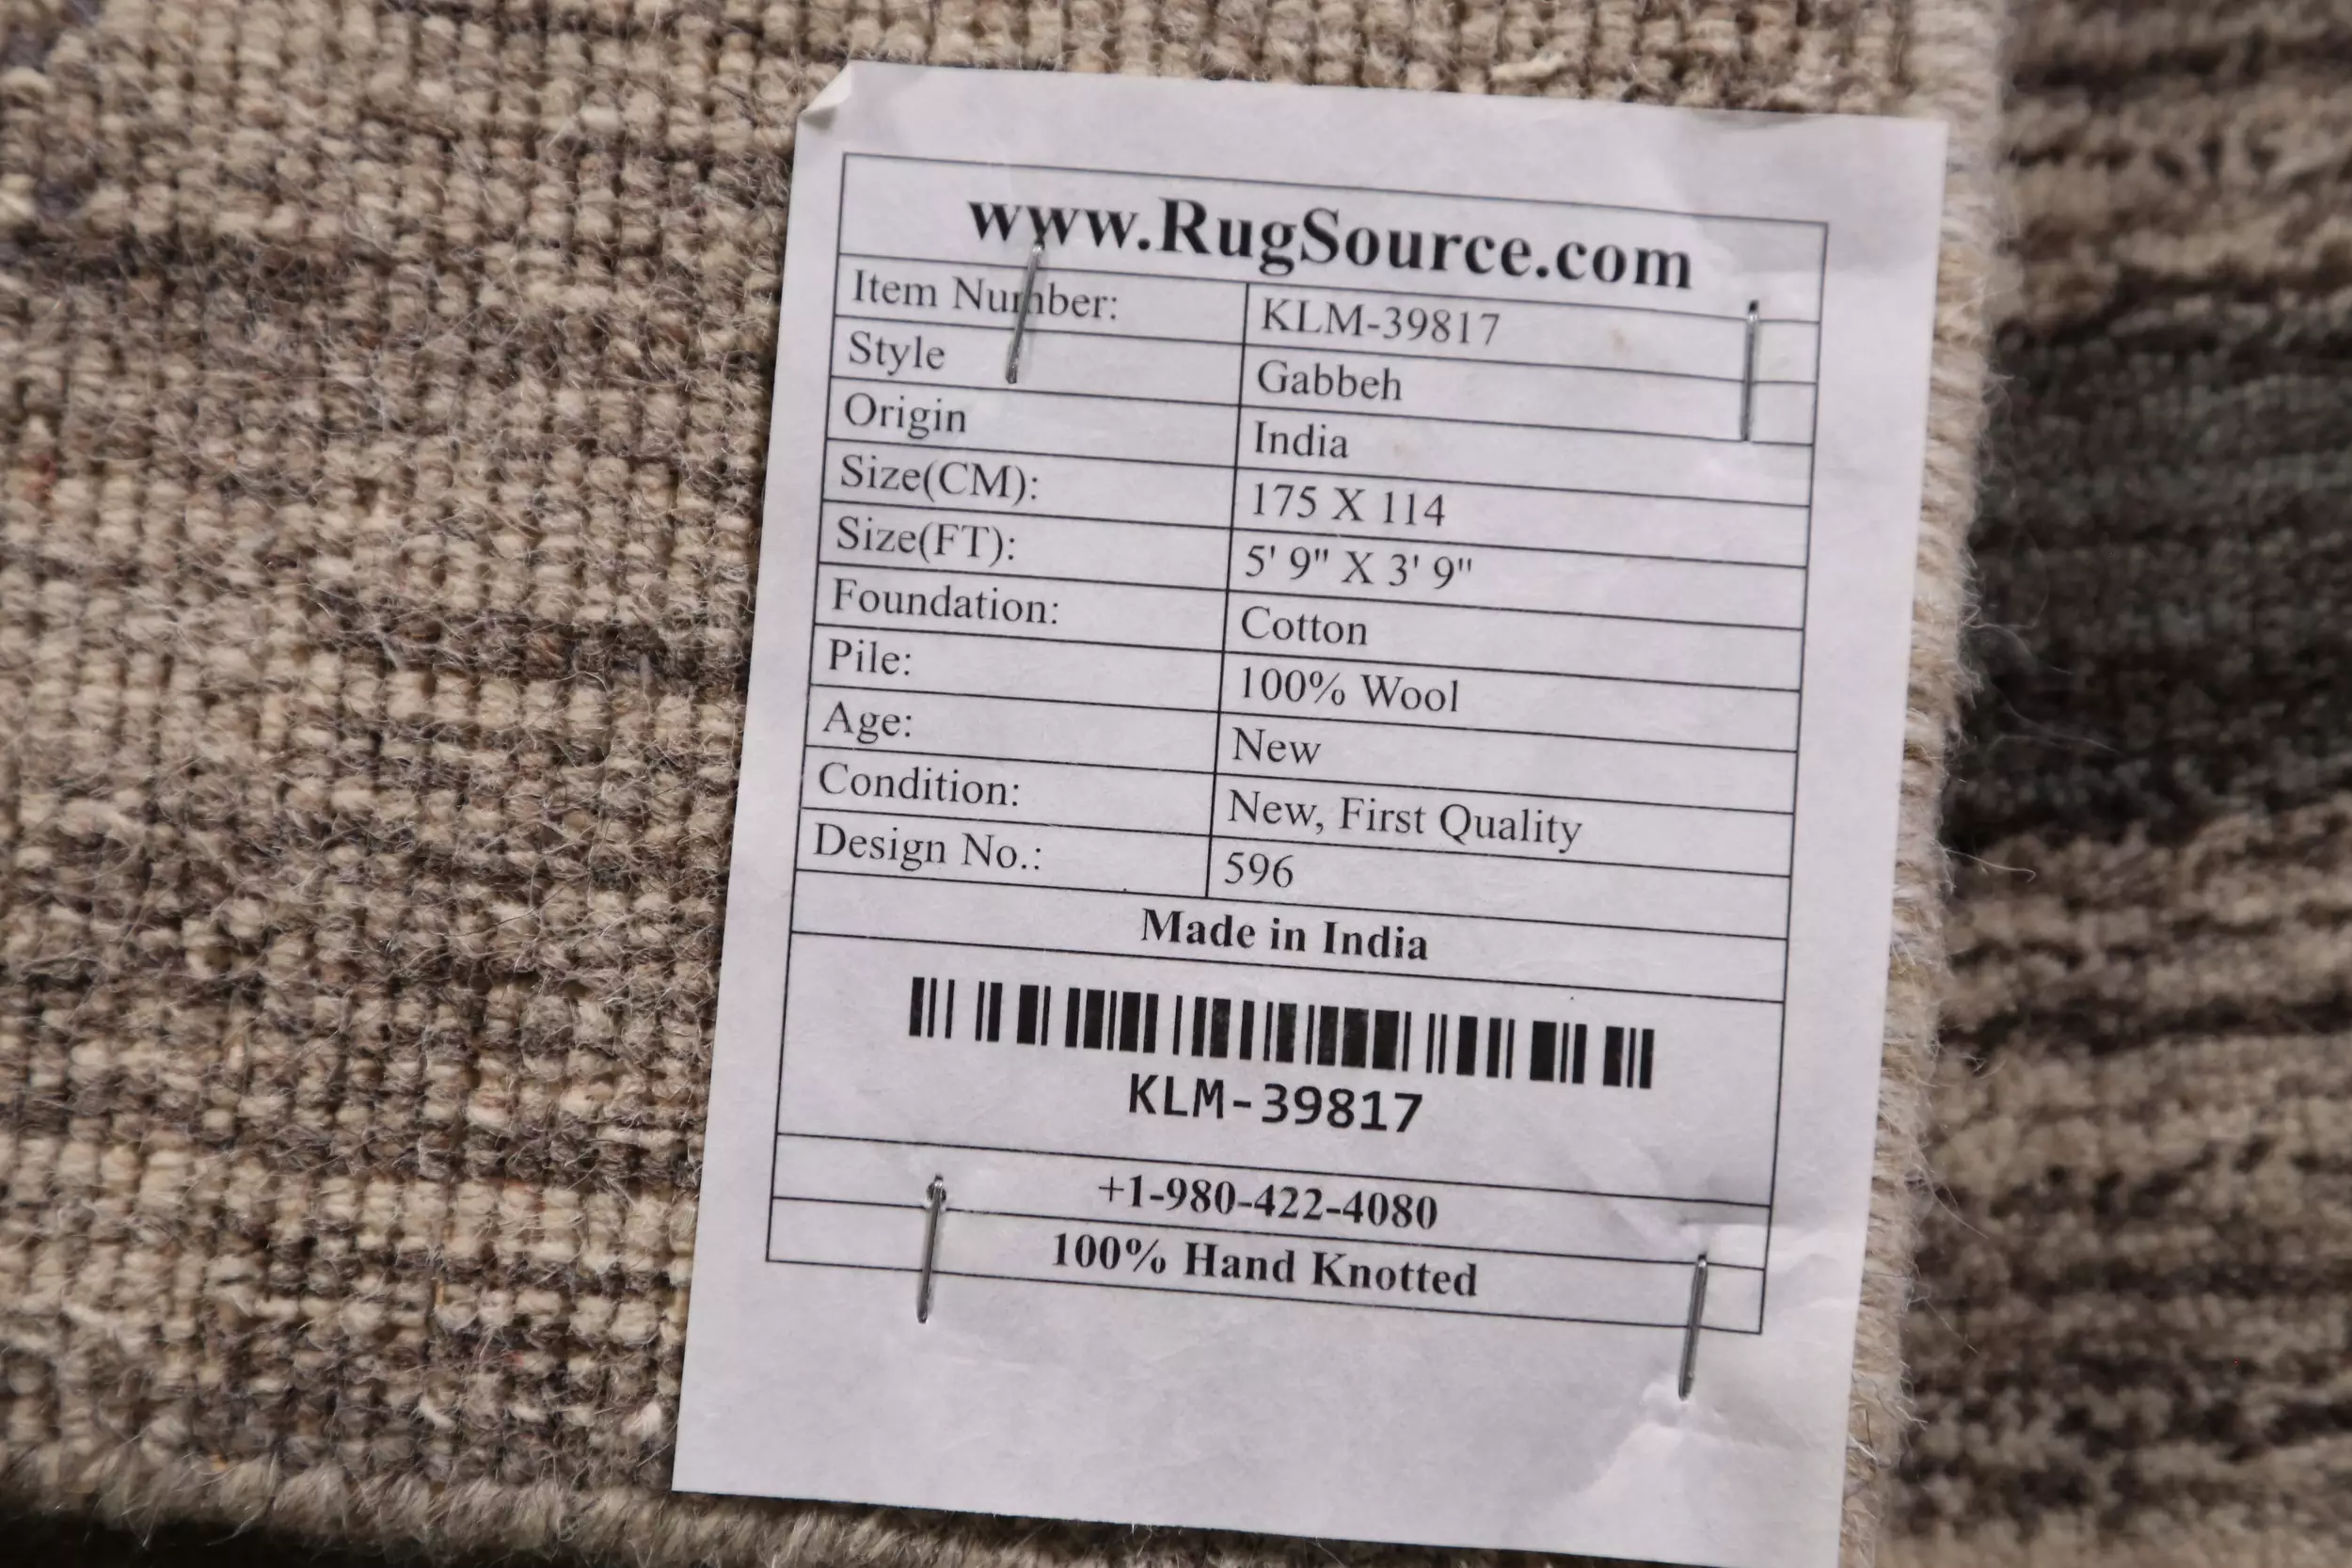 www.RugSource.com
Item Number: KLM-39817
Style Gabbeh
Origin India
Size(CM): 175 X 114
Size(FT): 5' 9" X 3' 9"
Foundation: Cotton
Pile: 100% Wool
Age: New
Condition: New, First Quality
Design No.: 596
Made in India
KLM-39817
+1-980-422-4080
100% Hand Knotted